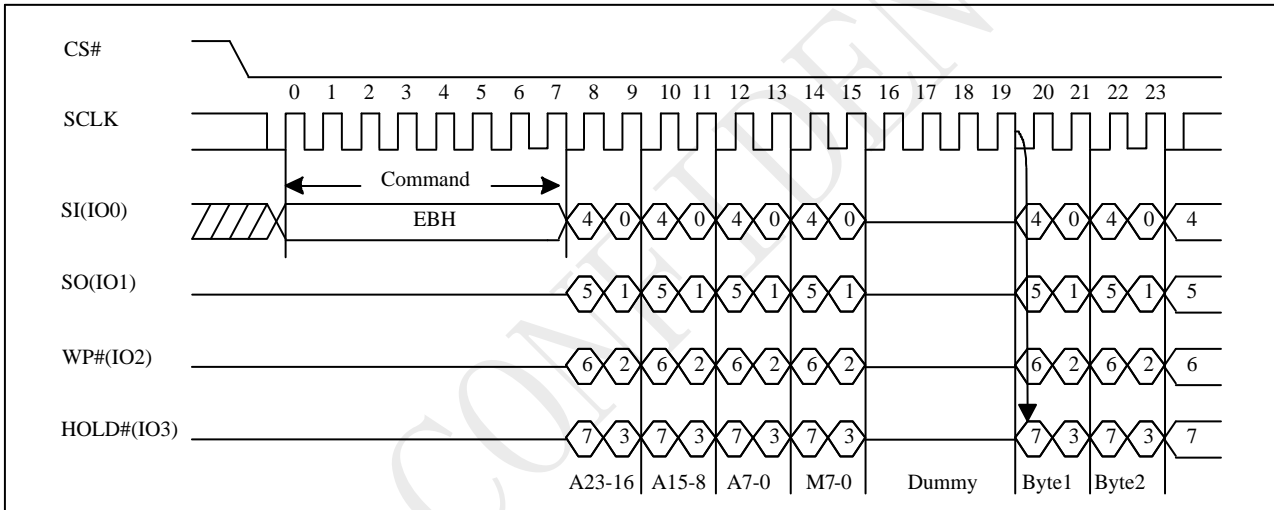 CS#
0 1 2 3 4 5 6 7 8 9 10 11 12 13 14 15 16 17 18 19 20 21 22 23
SCLK
Command
SI(IO0) EBH 4 0 4 0 4 0 4 0 4 0 4 0 4
SO(IO1) 5 1 5 1 5 1 5 1 5 1 5 1 5
WP#(IO2) 6 2 6 2 6 2 6 2 6 2 6 2 6
HOLD#(IO3) 7 3 7 3 7 3 7 3 7 3 7 3 7
A23-16 A15-8 A7-0 M7-0 Dummy Byte1 Byte2
CONFIDEN